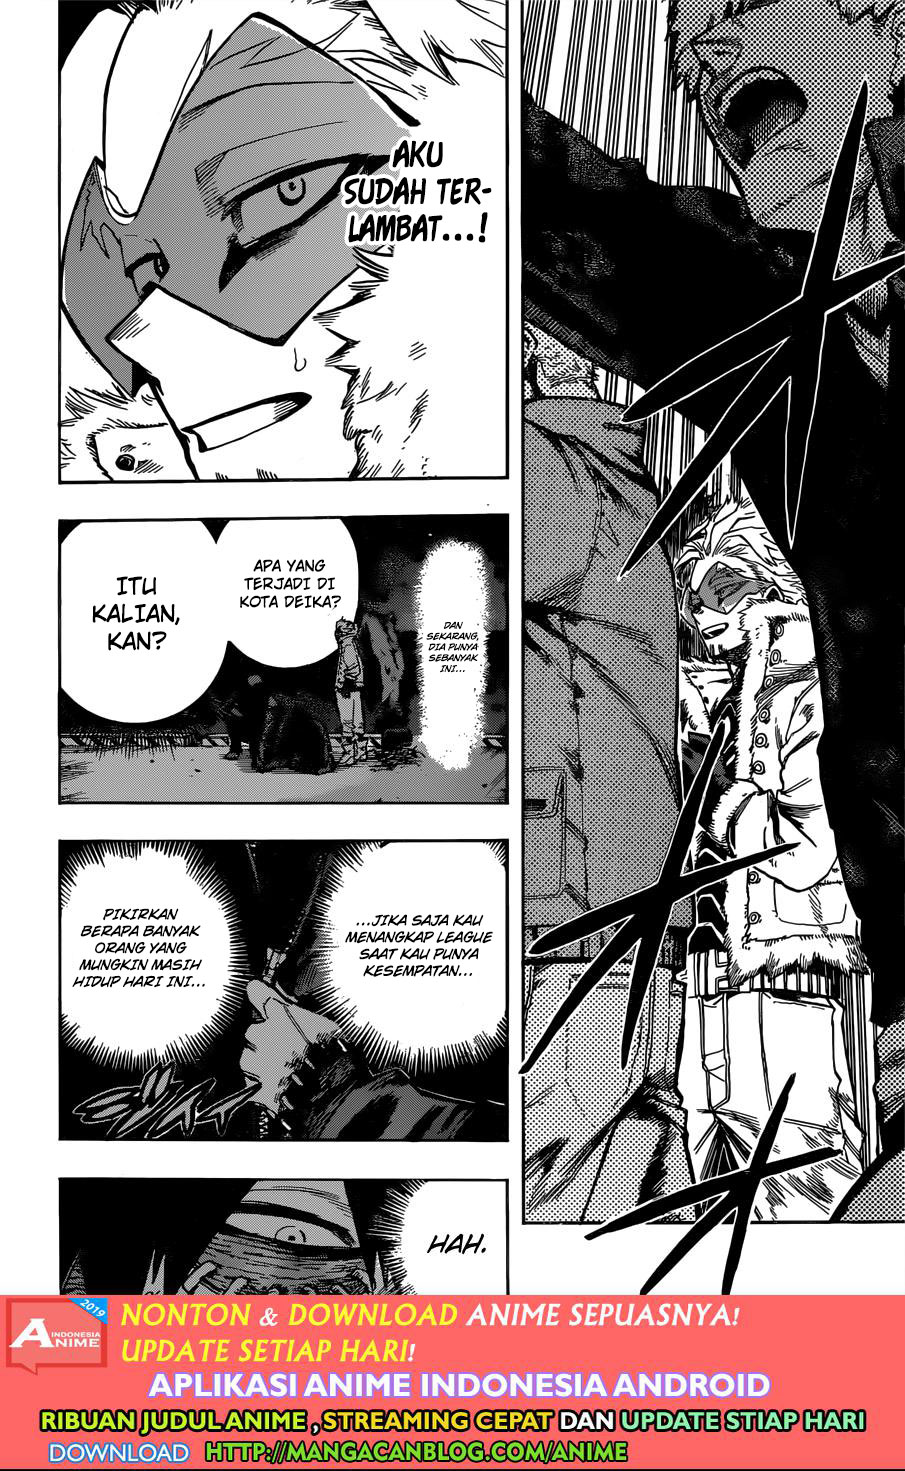 AKU
SUDAH TER-
LAMBAT...!
DAN
SEKARANG,
DIA PUNYA
SEBANYAK
INI...
APA YANG
TERJADI DI
KOTA DEIKA?
ITU
KALIAN,
KAN?
...JIKA SAJA KAU
MENANGKAP LEAGUE
SAAT KAU PUNYA
KESEMPATAN...
PIKIRKAN
BERAPA BANYAK
ORANG YANG
MUNGKIN MASIH
HIDUP HARI INI...
HAH.
2019
INDONESIA
ANIME
NONTON & DOWNLOAD ANIME SEPUASNYA!
UPDATE SETIAP HARI!
APLIKASI ANIME INDONESIA ANDROID
RIBUAN JUDUL ANIME , STREAMING CEPAT DAN UPDATE STIAP HARI
DOWNLOAD HTTP://MANGACANBLOG.COM/ANIME